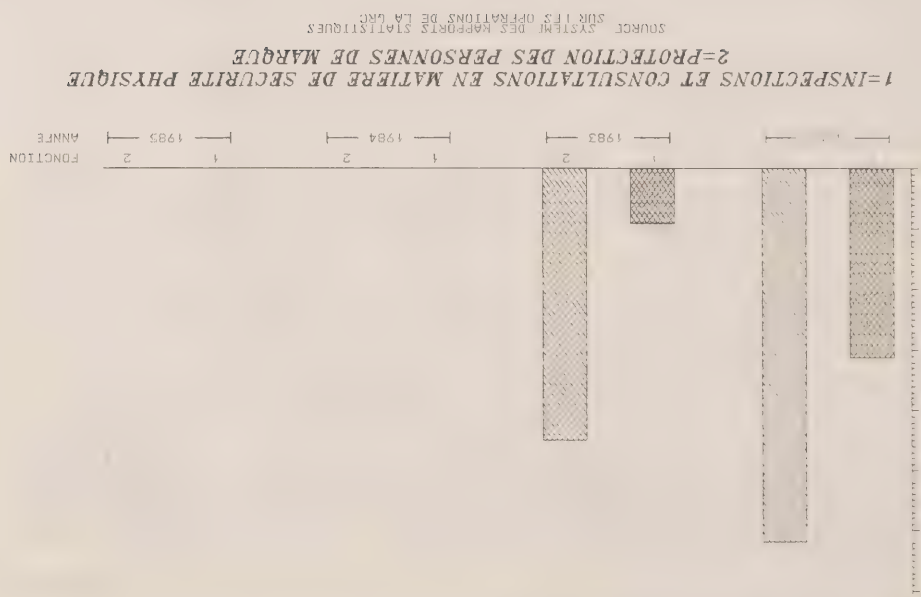 1 2 1 2 1 2 FONCTION
1983 1984 1985 ANNEE
1=INSPECTIONS ET CONSULTATIONS EN MATIERE DE SECURITE PHYSIQUE
2=PROTECTION DES PERSONNES DE MARQUE
SOURCE SYSTEME DES RAPPORTS STATISTIQUES
SUR LES OPERATIONS DE LA GRC